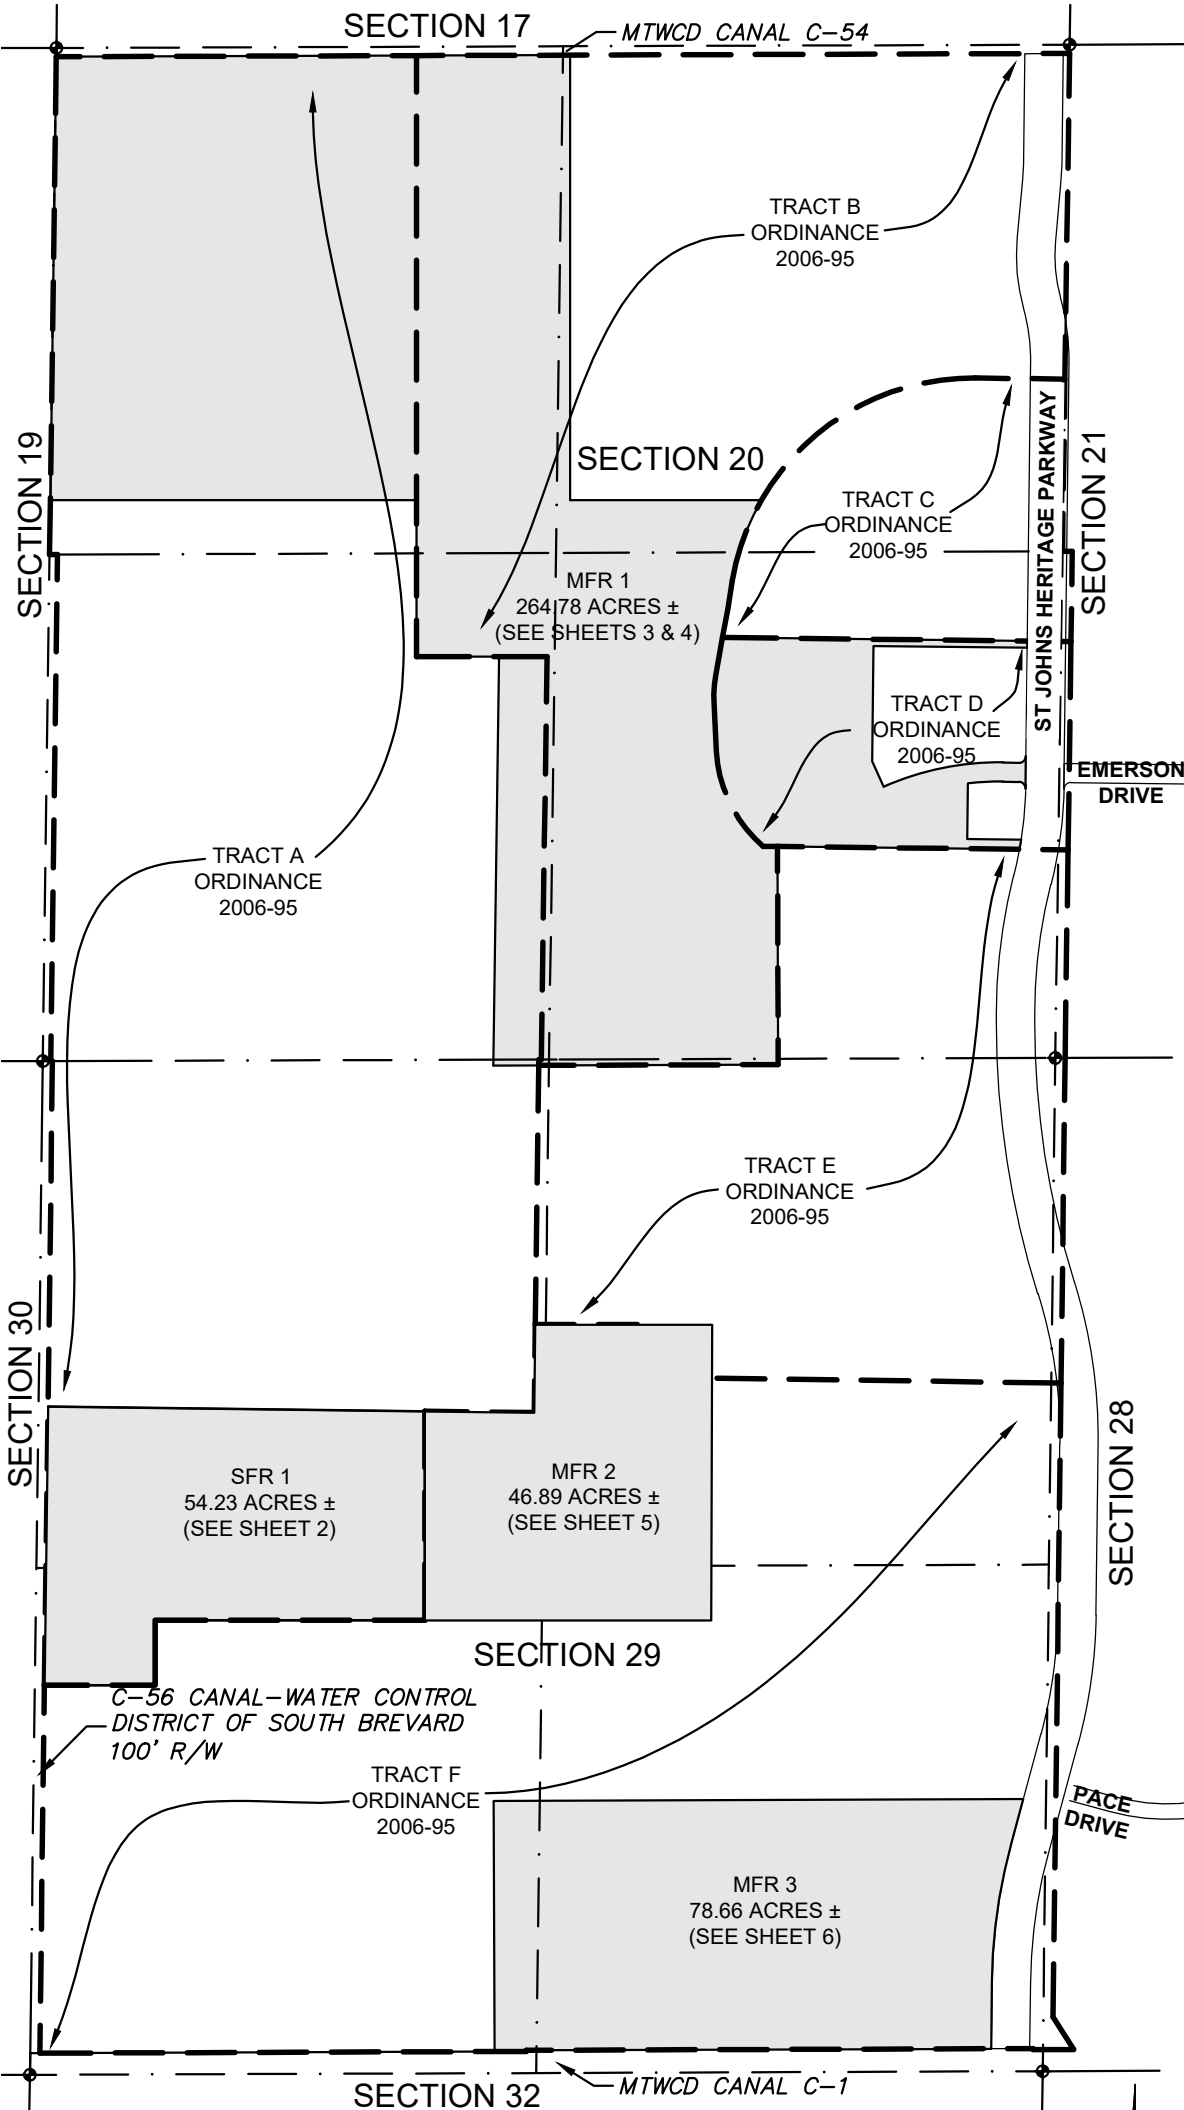 SECTION 17
MTWCD CANAL C-54
TRACT B
ORDINANCE
2006-95
SECTION 19
SECTION 20
SECTION 21
ST JOHNS HERITAGE PARKWAY
TRACT C
ORDINANCE
2006-95
MFR 1
264.78 ACRES ±
(SEE SHEETS 3 & 4)
TRACT D
ORDINANCE
2006-95
EMERSON
DRIVE
TRACT A
ORDINANCE
2006-95
TRACT E
ORDINANCE
2006-95
SECTION 30
SECTION 28
SFR 1
54.23 ACRES ±
(SEE SHEET 2)
MFR 2
46.89 ACRES ±
(SEE SHEET 5)
SECTION 29
C-56 CANAL-WATER CONTROL
DISTRICT OF SOUTH BREVARD
100' R/W
TRACT F
ORDINANCE
2006-95
PACE
DRIVE
MFR 3
78.66 ACRES ±
(SEE SHEET 6)
MTWCD CANAL C-1
SECTION 32